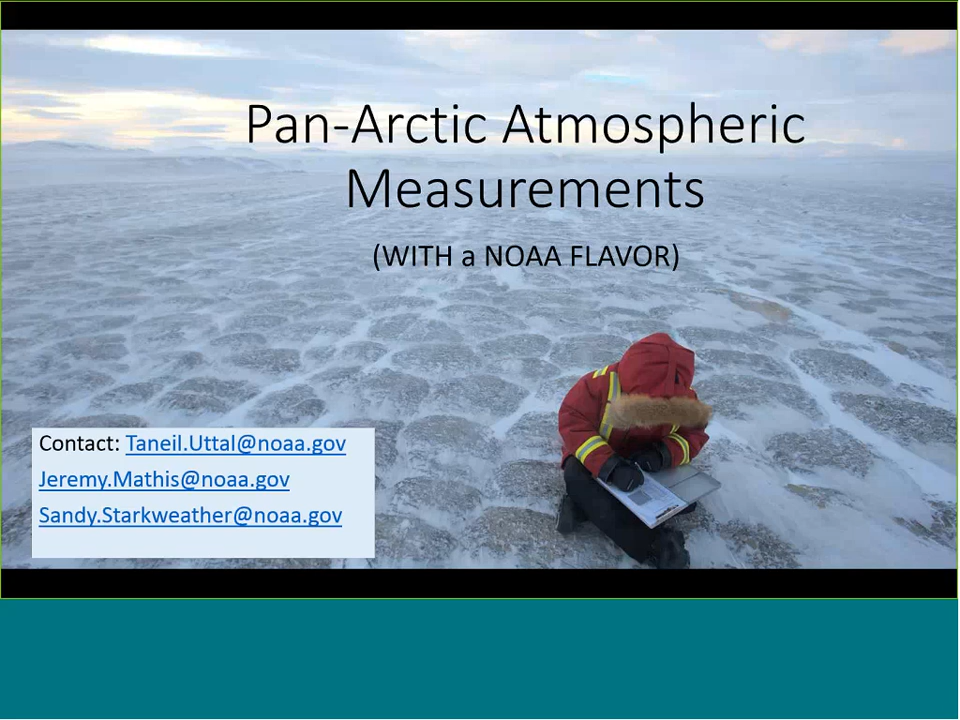 Pan-Arctic Atmospheric
Measurements
(WITH a NOAA FLAVOR)
Contact: Taneil.Uttal@noaa.gov
Jeremy.Mathis@noaa.gov
Sandy.Starkweather@noaa.gov